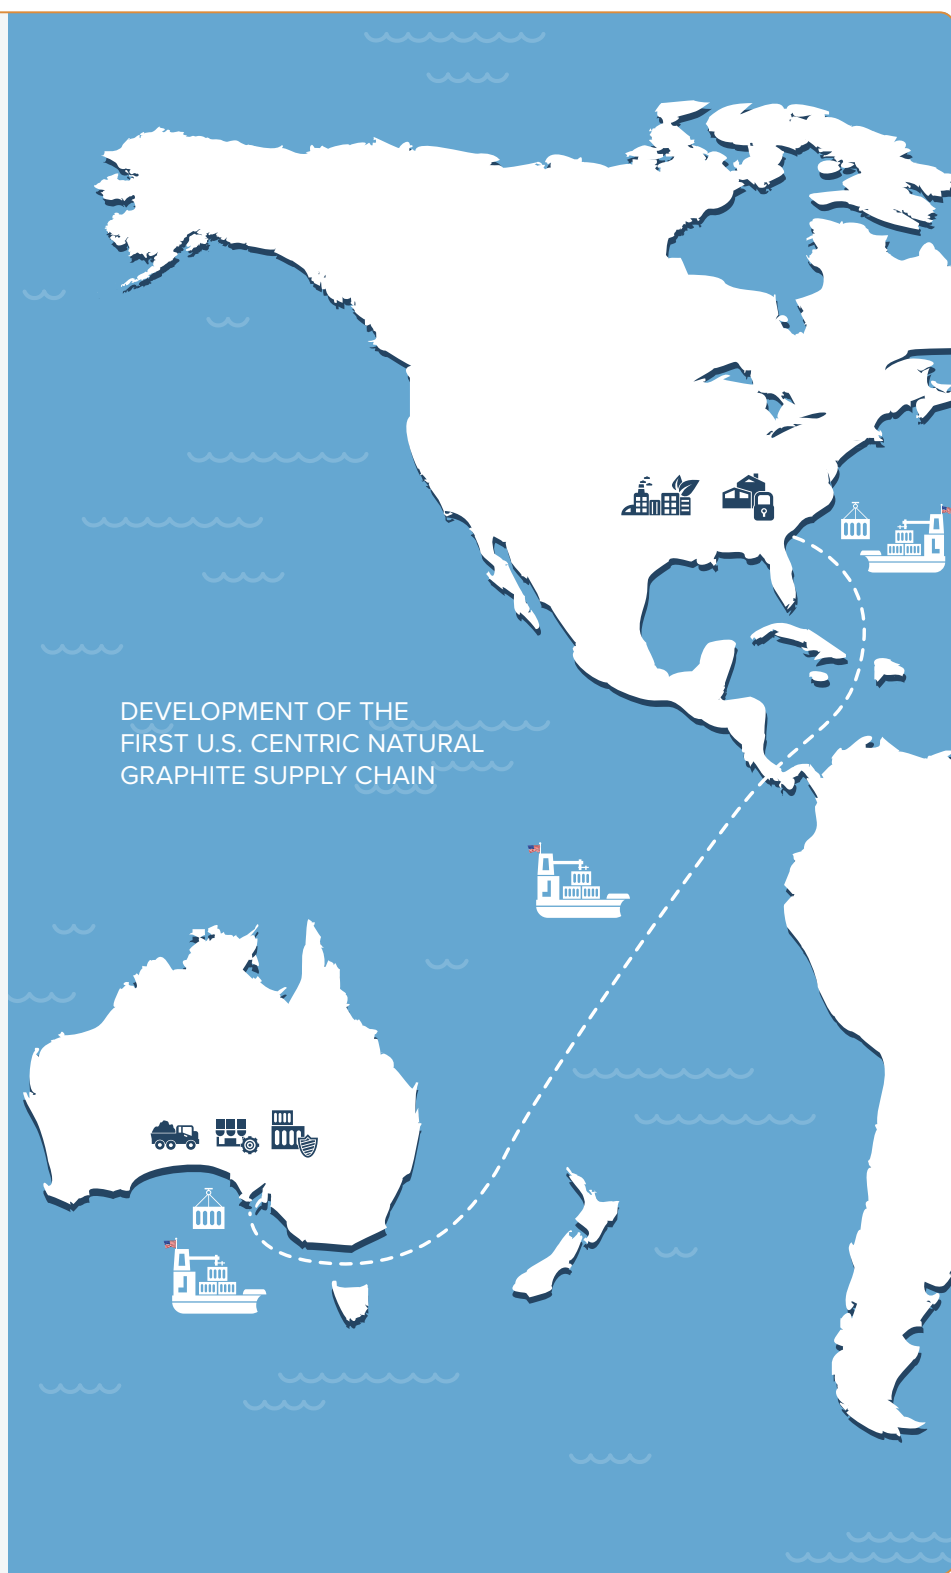 DEVELOPMENT OF THE
FIRST U.S. CENTRIC NATURAL
GRAPHITE SUPPLY CHAIN